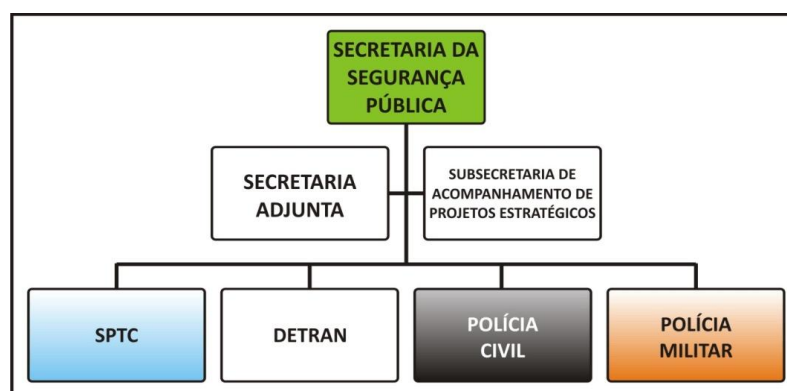 SECRETARIA DA
SEGURANÇA
PÚBLICA
SECRETARIA
ADJUNTA
SUBSECRETARIA DE
ACOMPANHAMENTO DE
PROJETOS ESTRATÉGICOS
SPTC
DETRAN
POLÍCIA
CIVIL
POLÍCIA
MILITAR